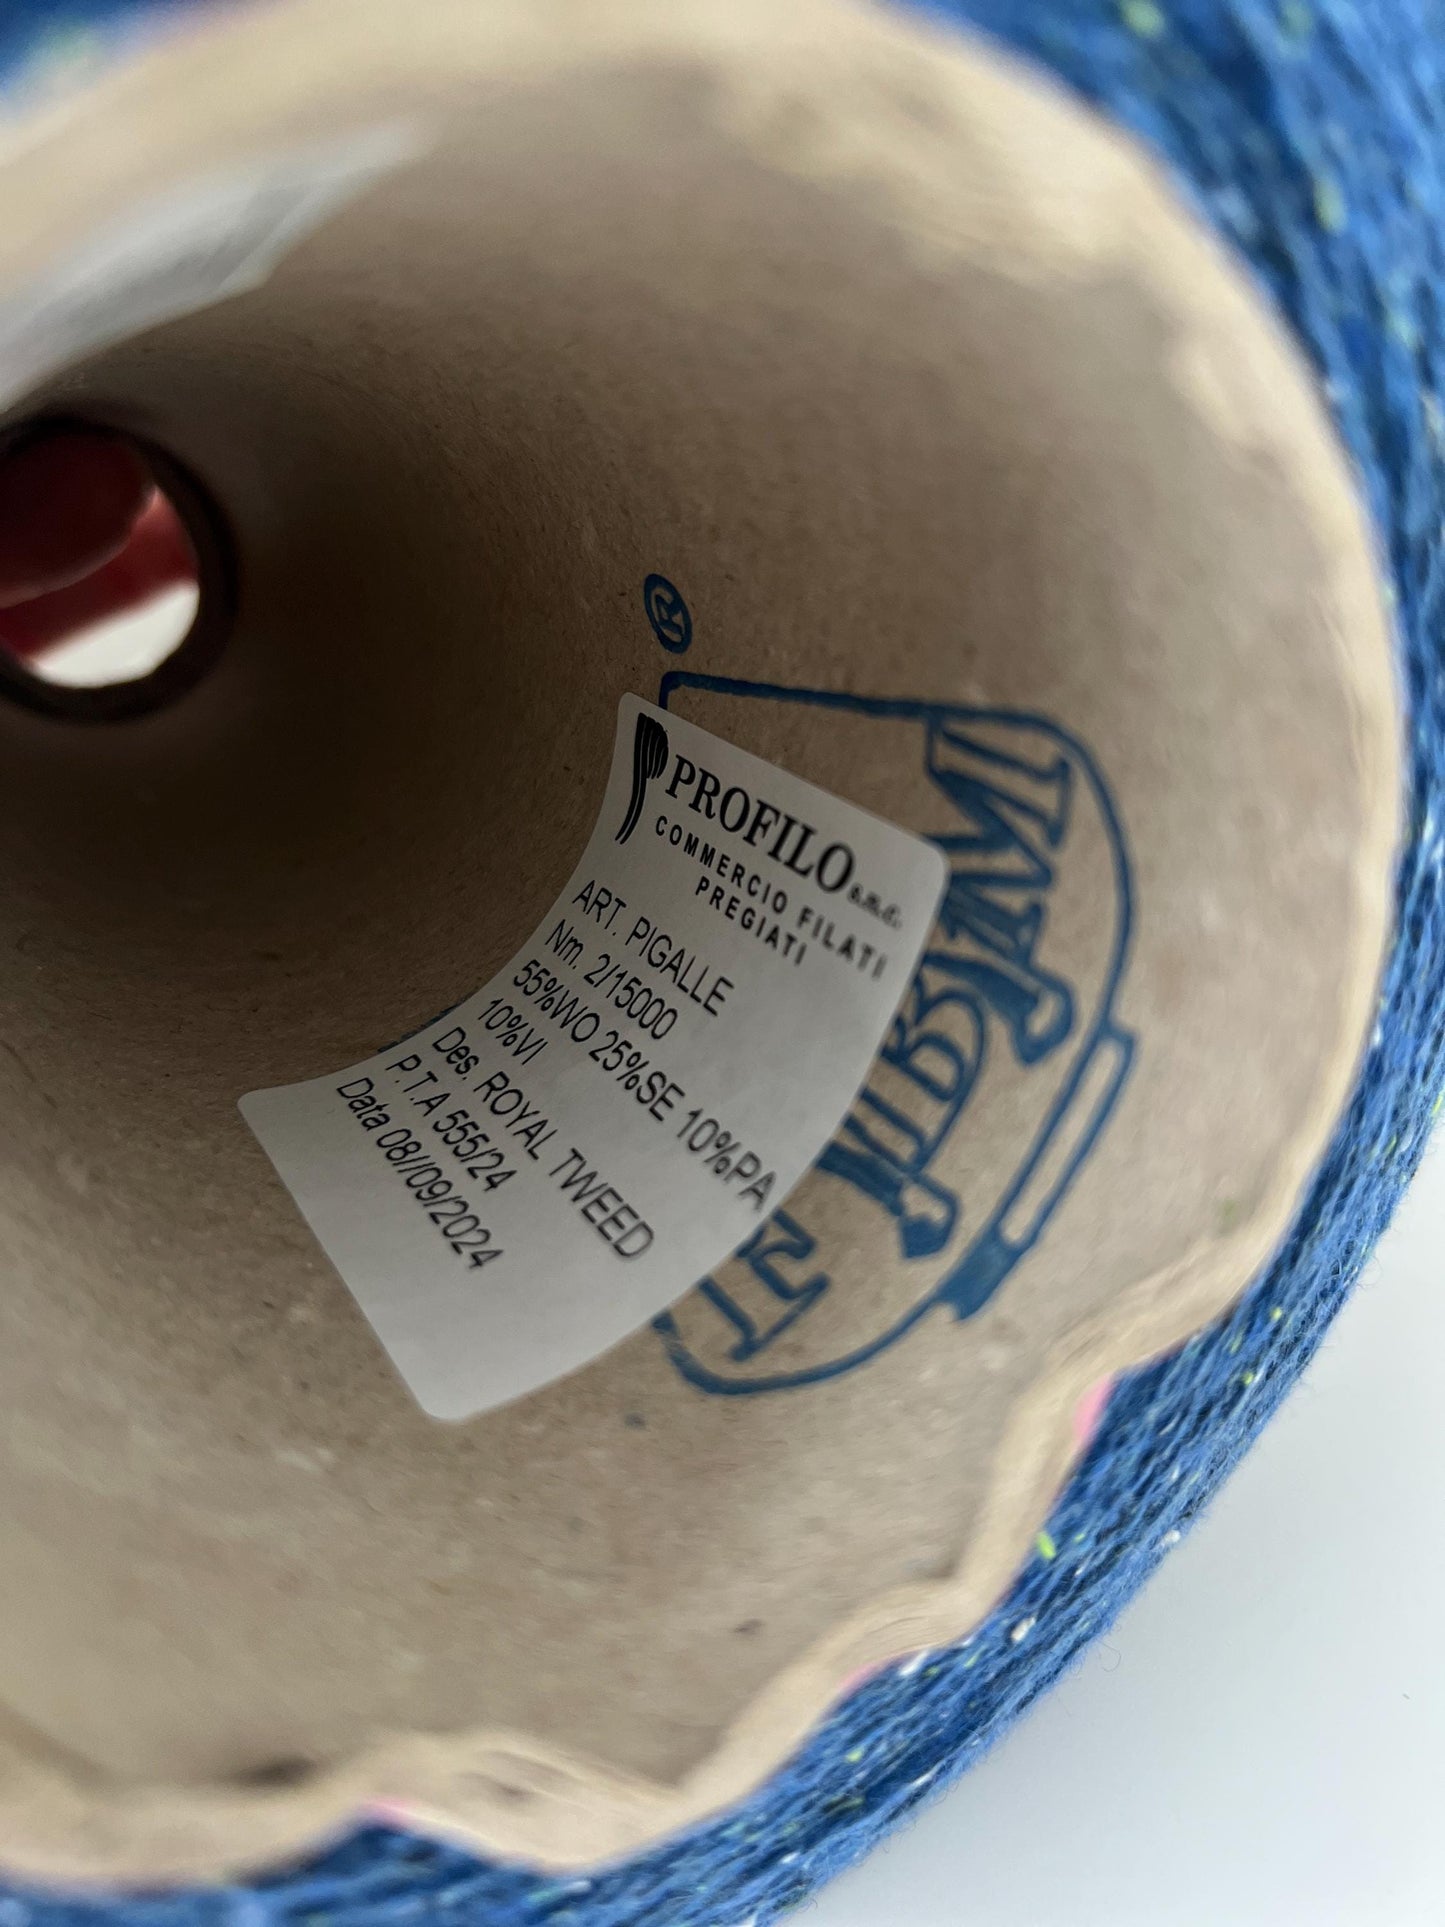 ®
PROFILO s.n.c.
COMMERCIO FILATI
PREGIATI
ART. PIGALLE
Nm. 2/15000
55%WO 25%SE 10%PA
10%VI
Des. ROYAL TWEED
P.T.A 555/24
Data 08//09/2024